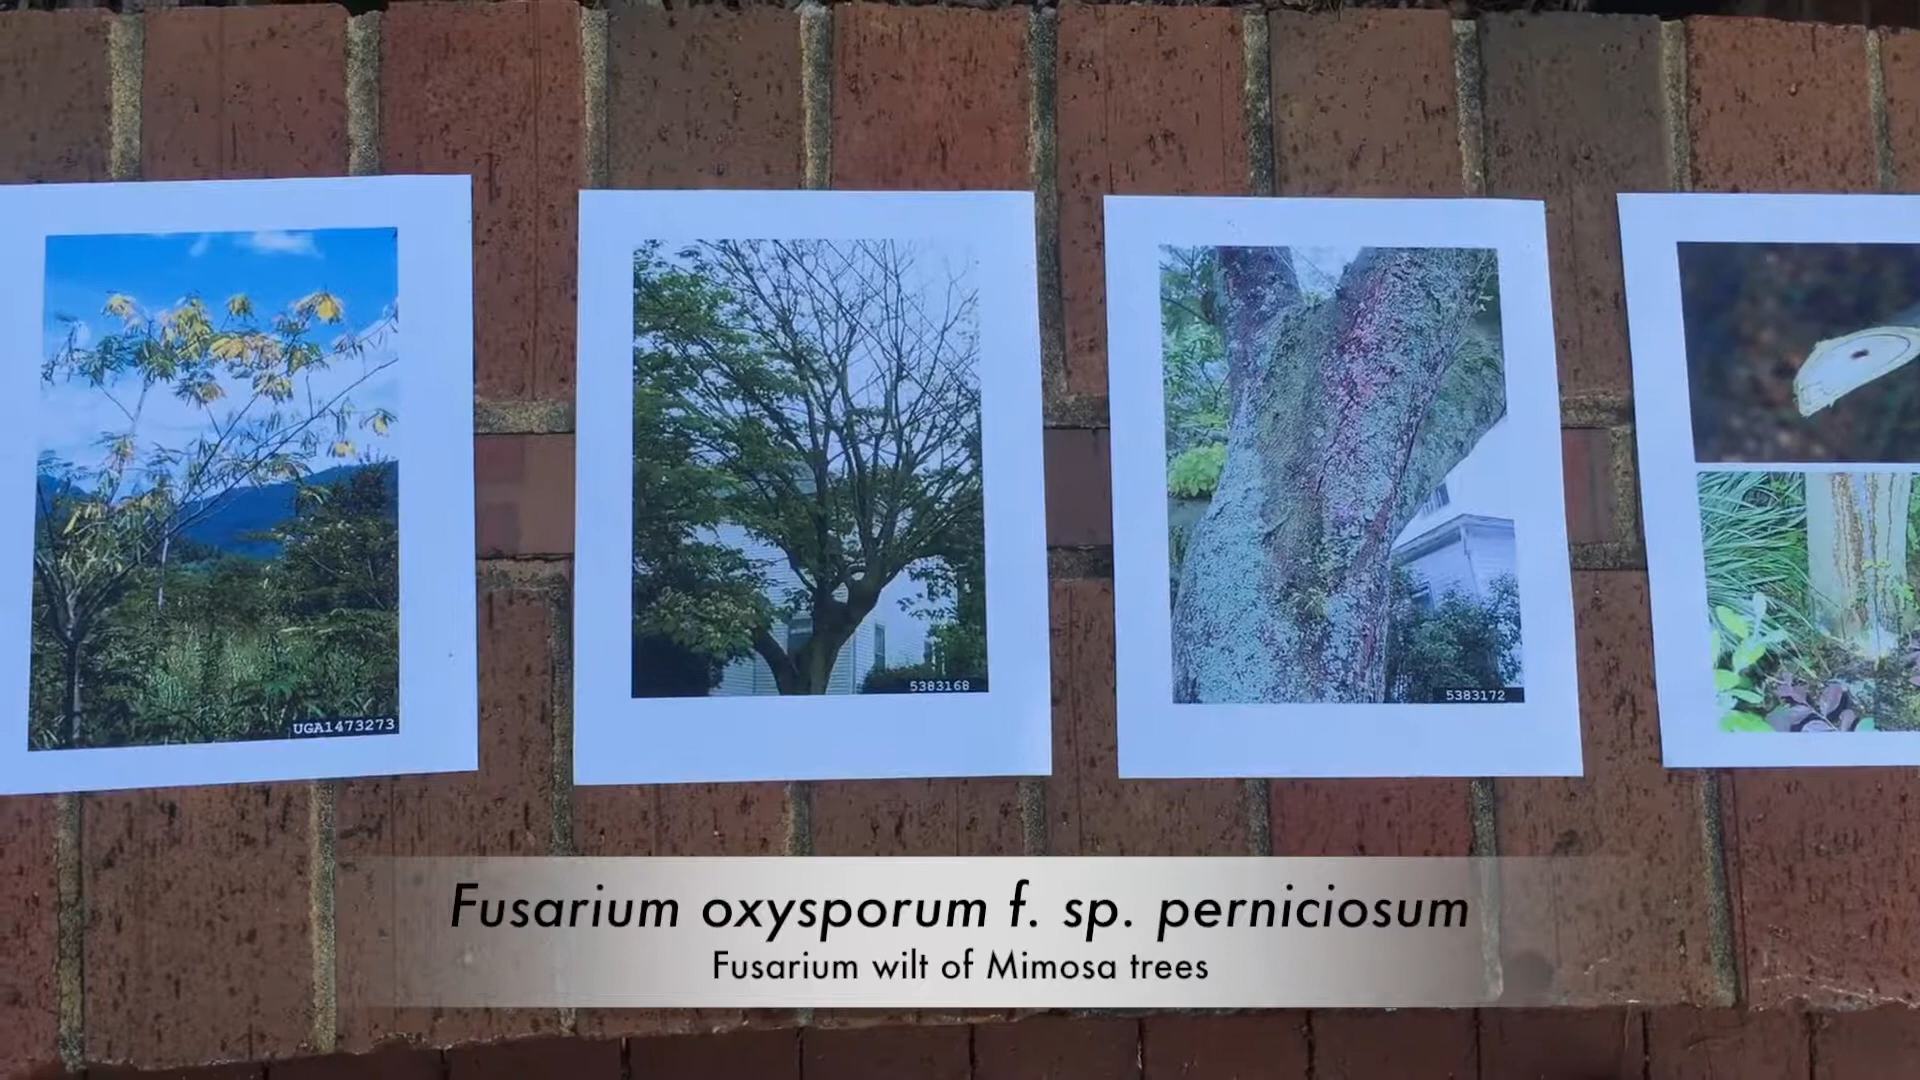 UGA1473273
5383168
5383172
Fusarium oxysporum f. sp. perniciosum
Fusarium wilt of Mimosa trees